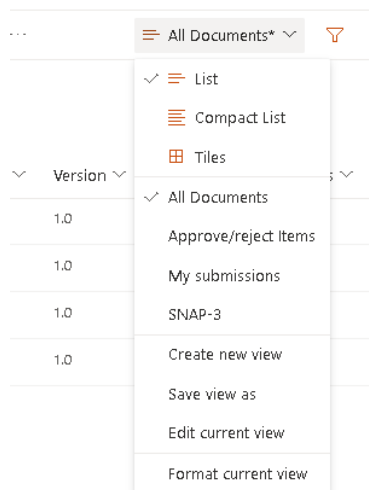 ... All Documents*
List
Compact List
Tiles
Version
s
All Documents
1.0
Approve/reject Items
1.0
My submissions
1.0
SNAP-3
1.0
Create new view
Save view as
Edit current view
Format current view